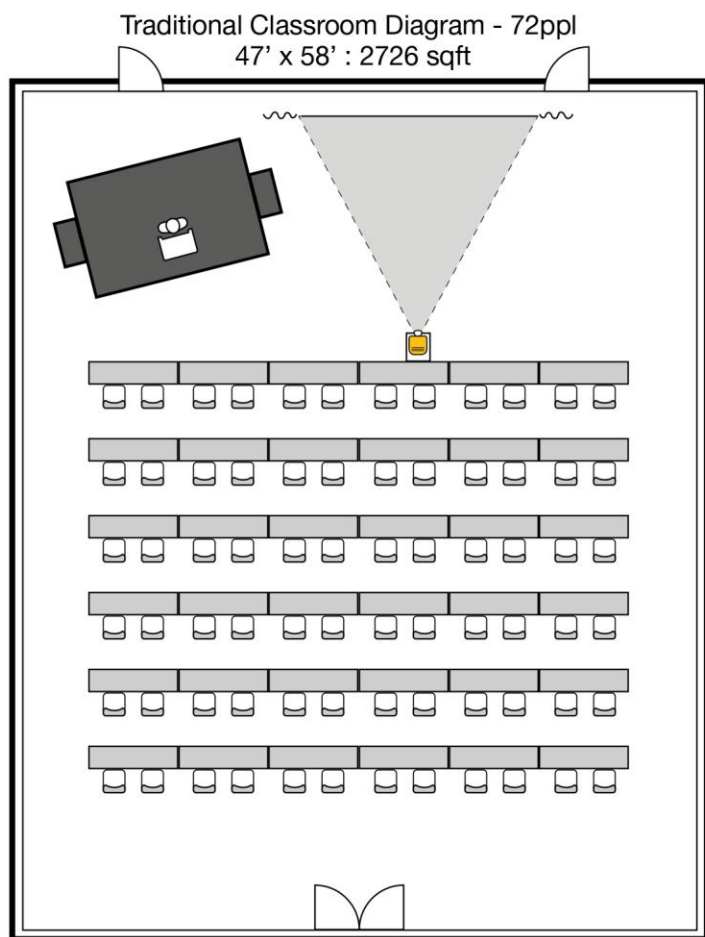 Traditional Classroom Diagram - 72ppl
47’ x 58’ : 2726 sqft